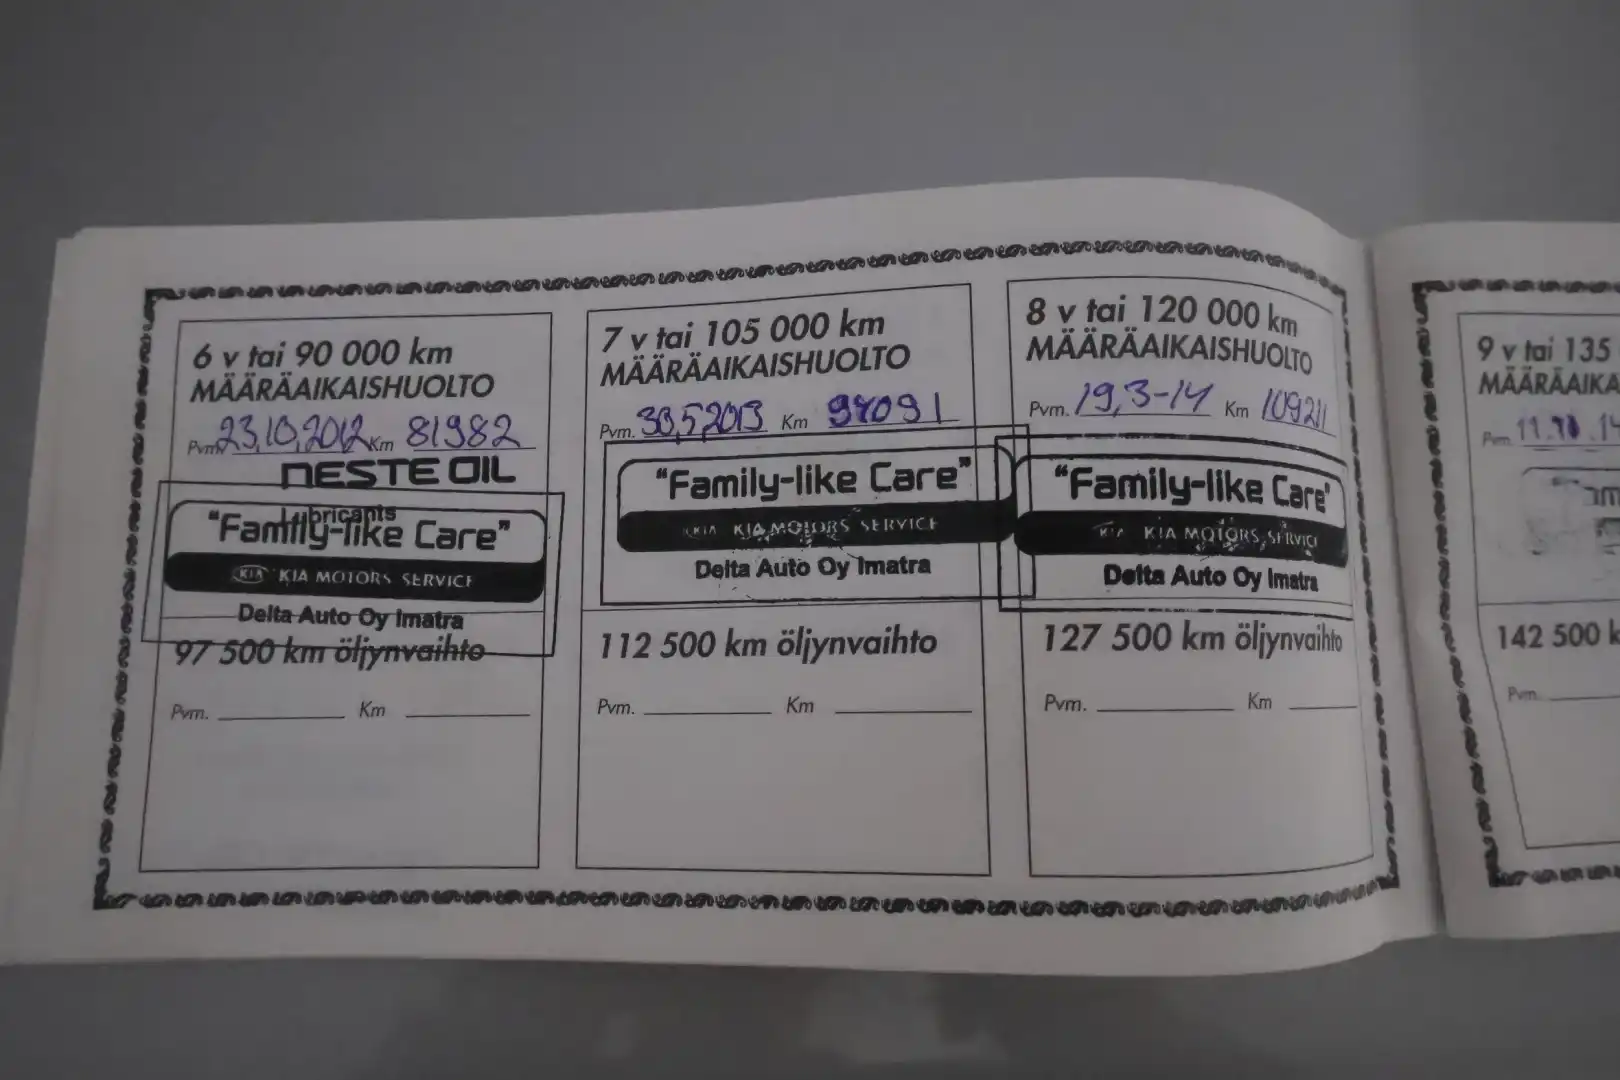 6 v tai 90 000 km
MÄÄRÄAIKAISHUOLTO
Pvm. 23.10.2012 Km 81982
NESTE OIL
Lubricants
"Family-like Care"
KIA KIA MOTORS SERVICE
Delta Auto Oy Imatra
97 500 km öljynvaihto
Pvm. Km
7 v tai 105 000 km
MÄÄRÄAIKAISHUOLTO
Pvm. 30.5.2013 Km
"Family-like Care"
KIA KIA MOTORS SERVICE
Delta Auto Oy Imatra
112 500 km öljynvaihto
Pvm. Km
8 v tai 120 000 km
MÄÄRÄAIKAISHUOLTO
Pvm. 19,3-14 Km 109211
"Family-like Care"
KIA KIA MOTORS SERVICE
Delta Auto Oy Imatra
127 500 km öljynvaihto
Pvm. Km
9 v tai 135
MÄÄRÄAIKA
Pvm.
142 500 k
Pvm.